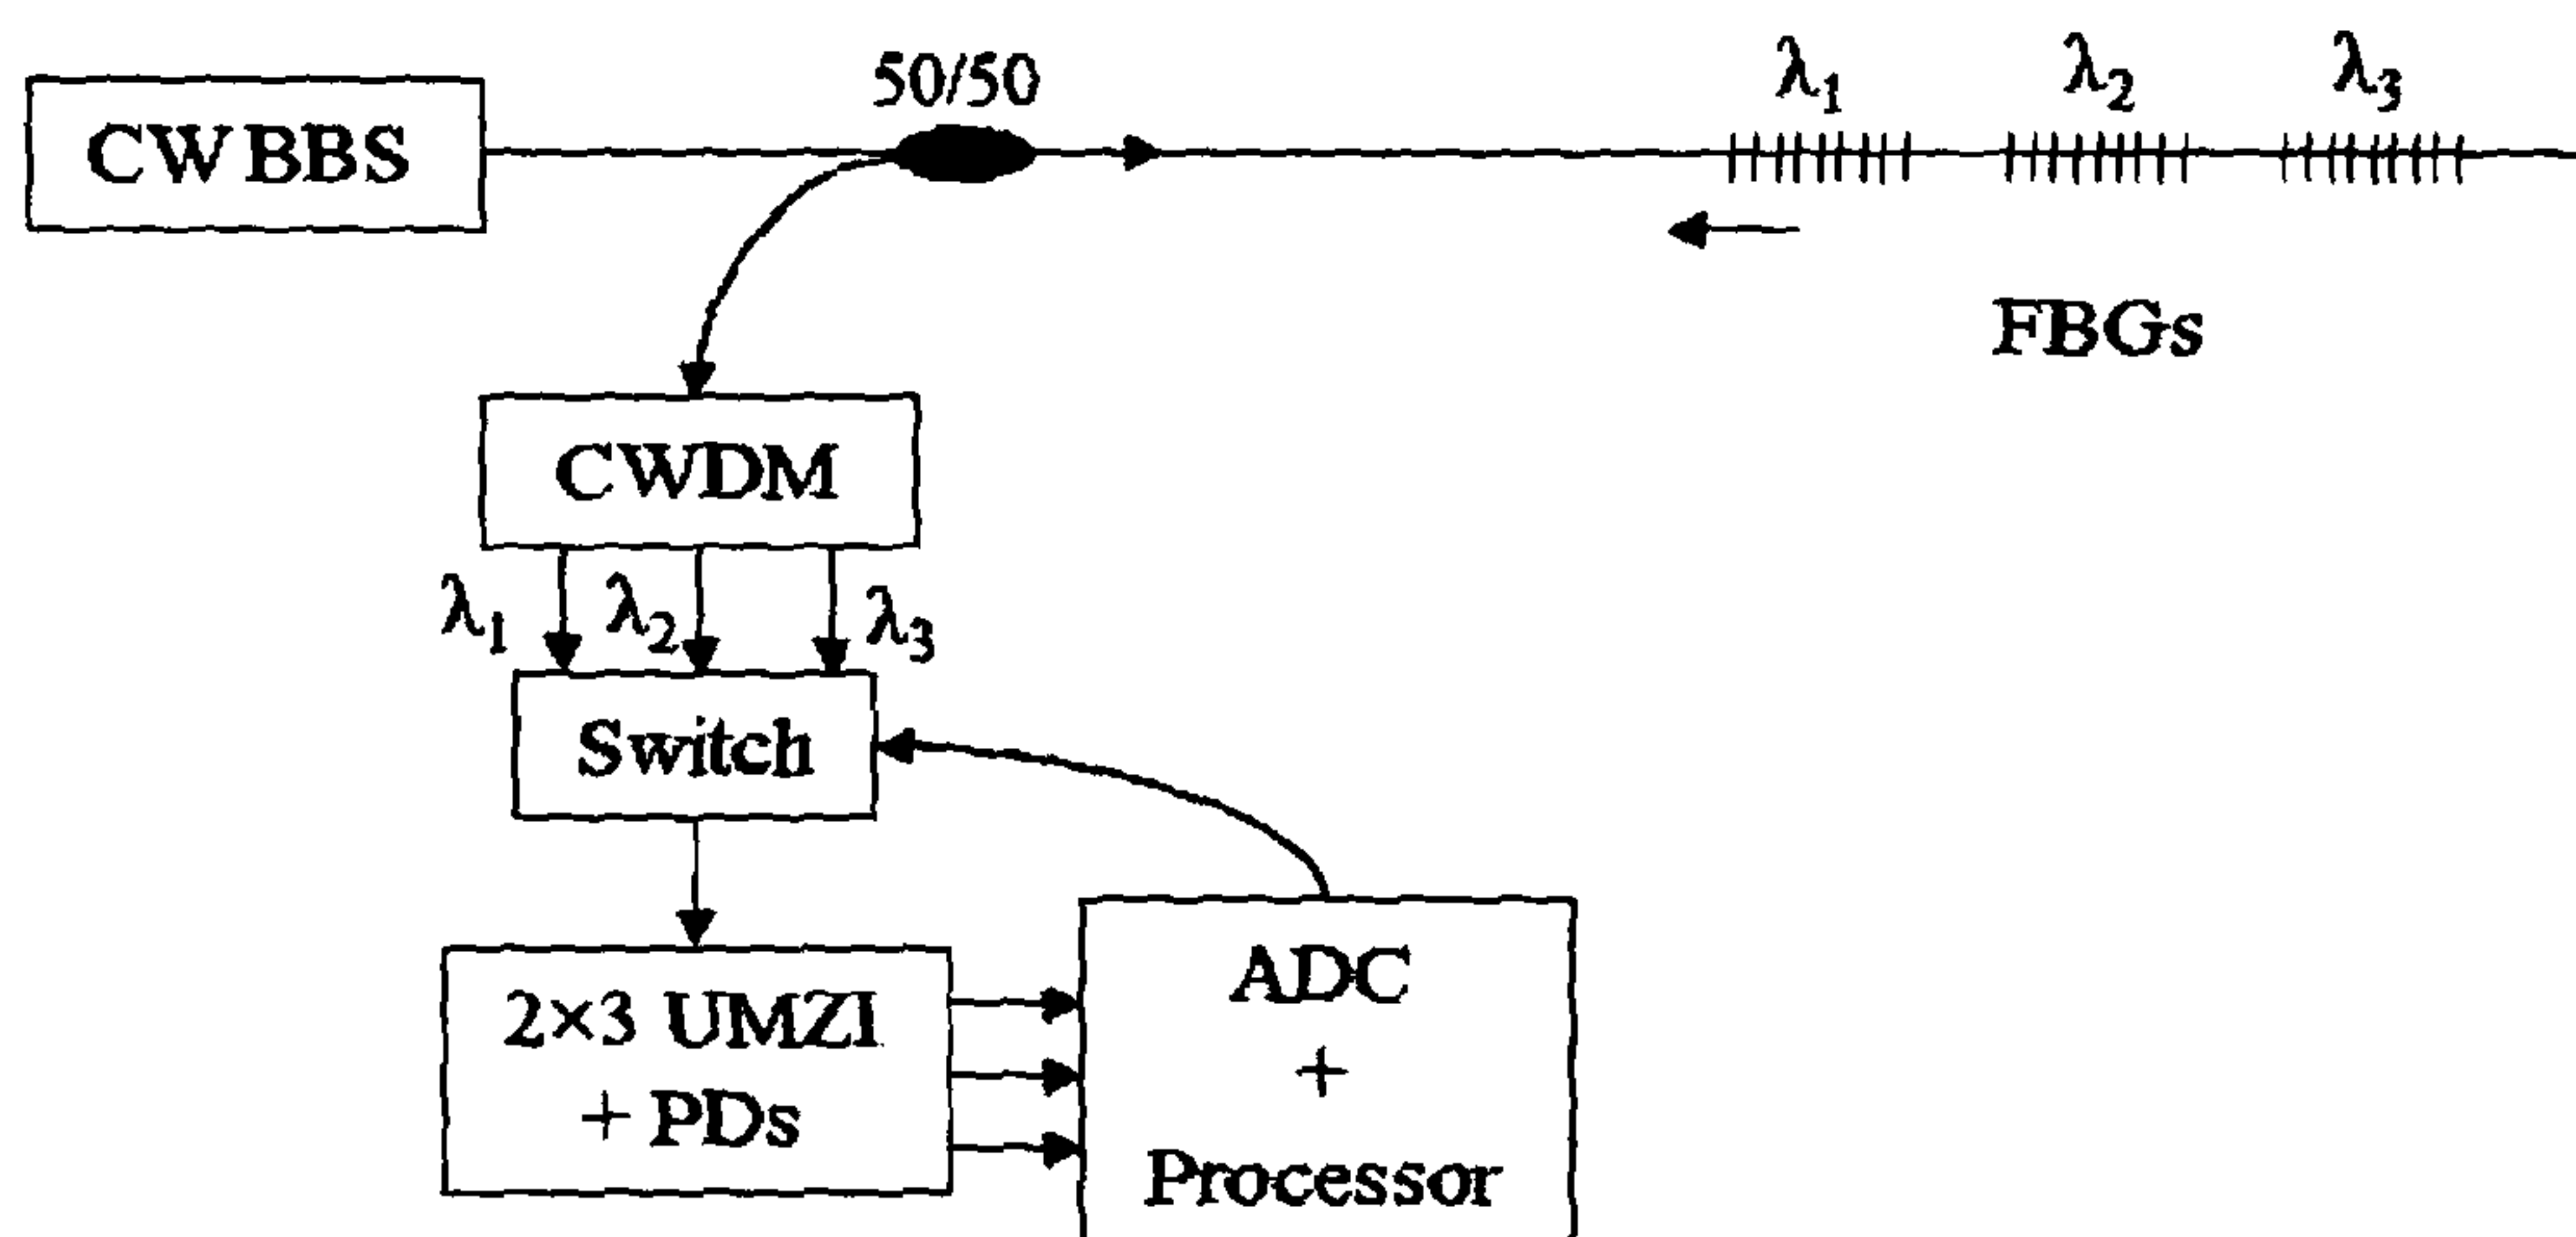 50/50
λ1 λ2 λ3
CW BBS
FBGs
CWDM
λ1 λ2 λ3
Switch
2×3 UMZI
+ PDs
ADC
+
Processor